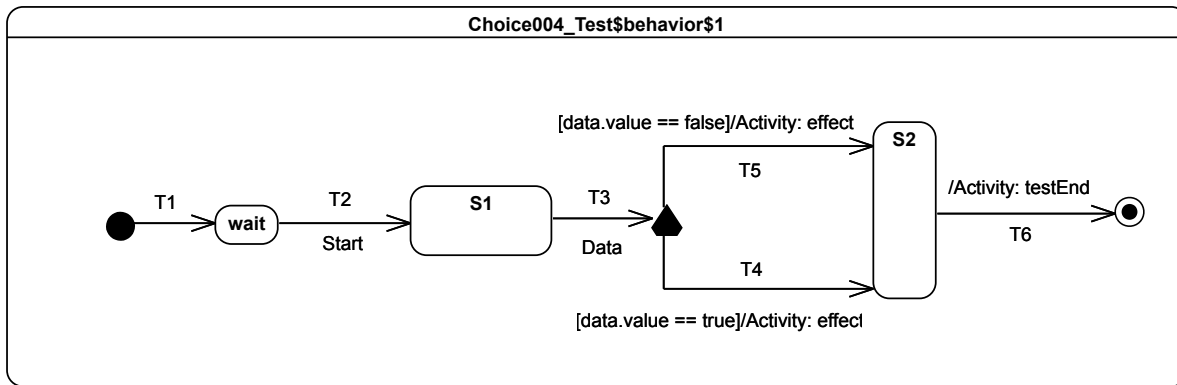 Choice004_Test$behavior$1
[data.value == false]/Activity: effect
S2
T5
/Activity: testEnd
T1
T2
S1
T3
wait
Start
Data
T6
T4
[data.value == true]/Activity: effect